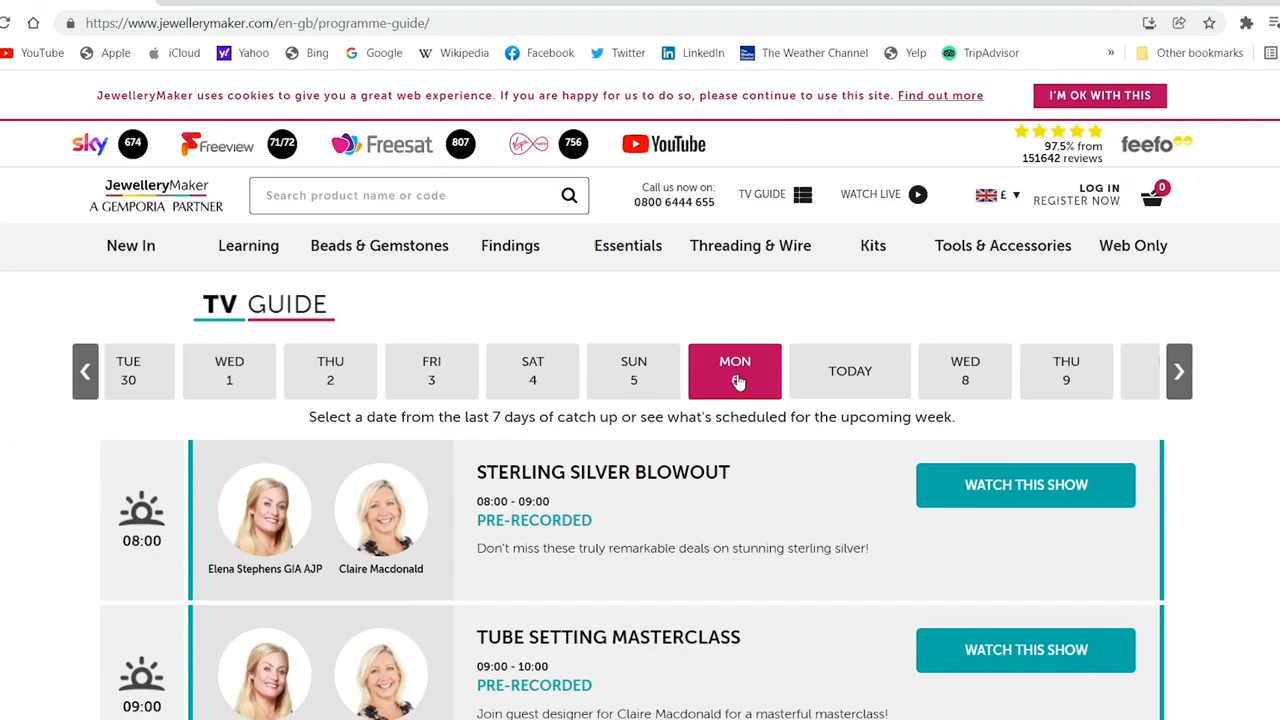 https://www.jewellerymaker.com/en-gb/programme-guide/
YouTube Apple iCloud Yahoo Bing Google Wikipedia Facebook Twitter LinkedIn The Weather Channel Yelp TripAdvisor » Other bookmarks
JewelleryMaker uses cookies to give you a great web experience. If you are happy for us to do so, please continue to use this site. Find out more I'M OK WITH THIS
sky 674 Freeview 71/72 Freesat 807 756 YouTube 97.5% from
151642 reviews feefo
JewelleryMaker
A GEMPORIA PARTNER
Search product name or code
Call us now on:
0800 6444 655
TV GUIDE WATCH LIVE £ ▼ LOG IN
REGISTER NOW
0
New In Learning Beads & Gemstones Findings Essentials Threading & Wire Kits Tools & Accessories Web Only
TV GUIDE
TUE WED THU FRI SAT SUN MON TODAY WED THU
30 1 2 3 4 5 8 9
Select a date from the last 7 days of catch up or see what's scheduled for the upcoming week.
08:00
Elena Stephens GIA AJP Claire Macdonald
STERLING SILVER BLOWOUT
08:00 - 09:00
PRE-RECORDED
Don't miss these truly remarkable deals on stunning sterling silver!
WATCH THIS SHOW
09:00
TUBE SETTING MASTERCLASS
09:00 - 10:00
PRE-RECORDED
Join guest designer for Claire Macdonald for a masterful masterclass!
WATCH THIS SHOW